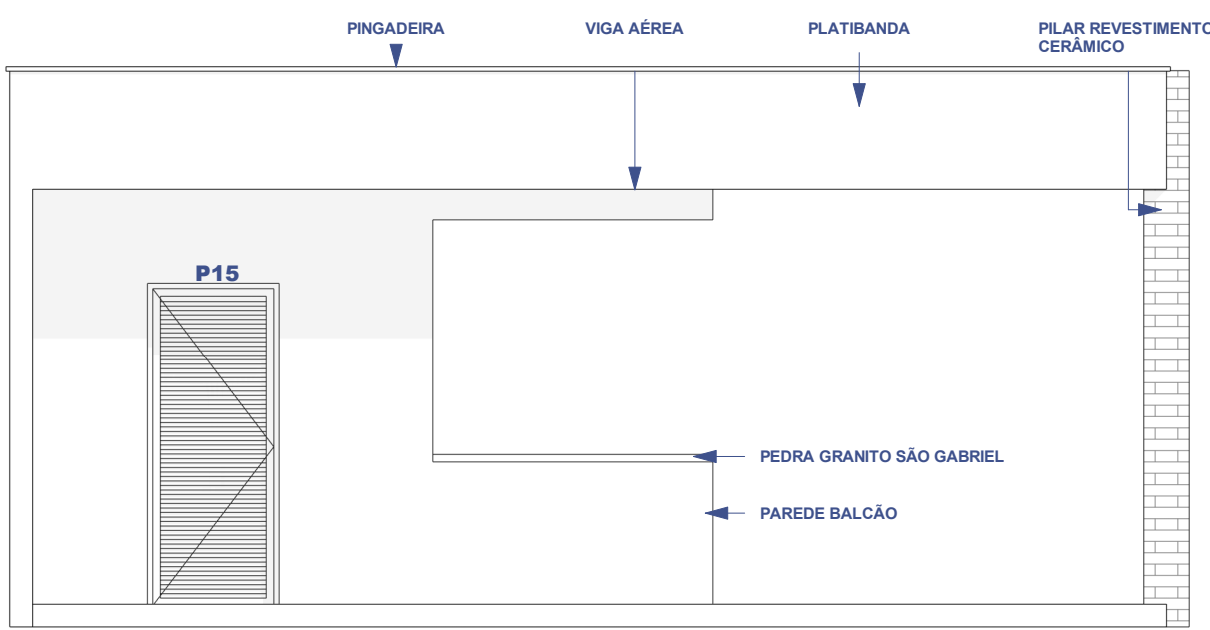 PINGADEIRA
VIGA AÉREA
PLATIBANDA
PILAR REVESTIMENTO
CERÂMICO
P15
PEDRA GRANITO SÃO GABRIEL
PAREDE BALCÃO